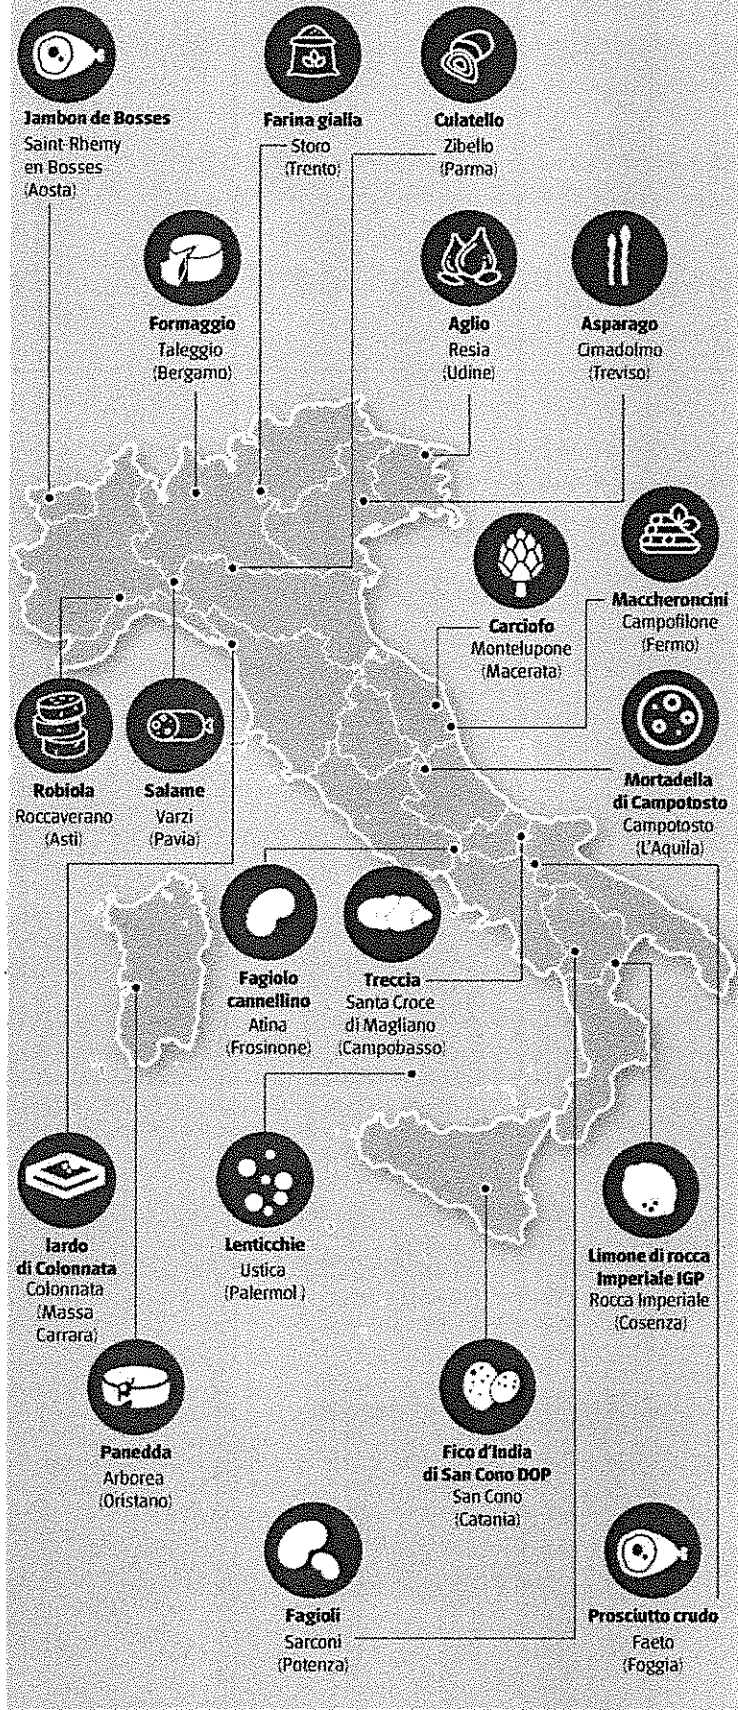 Jambon de Bosses
Saint-Rhemy
en Bosses
(Aosta)
Farina gialla
Storo
(Trento)
Culatello
Zibello
(Parma)
Formaggio
Taleggio
(Bergamo)
Aglio
Resia
(Udine)
Asparago
Cimadolmo
(Treviso)
Carciofo
Montelupone
(Macerata)
Maccheroncini
Campofilone
(Fermo)
Robiola
Roccaverano
(Asti)
Salame
Varzi
(Pavia)
Mortadella
di Campotosto
Campotosto
(L'Aquila)
Fagiolo
cannellino
Atina
(Frosinone)
Treccia
Santa Croce
di Magliano
(Campobasso)
lardo
di Colonnata
Colonnata
(Massa
Carrara)
Lenticchie
Ustica
(Palermol )
Limone di rocca
Imperiale IGP
Rocca Imperiale
(Cosenza)
Panedda
Arborea
(Oristano)
Fico d'India
di San Cono DOP
San Cono
(Catania)
Fagioli
Sarconi
(Potenza)
Prosciutto crudo
Faeto
(Foggia)